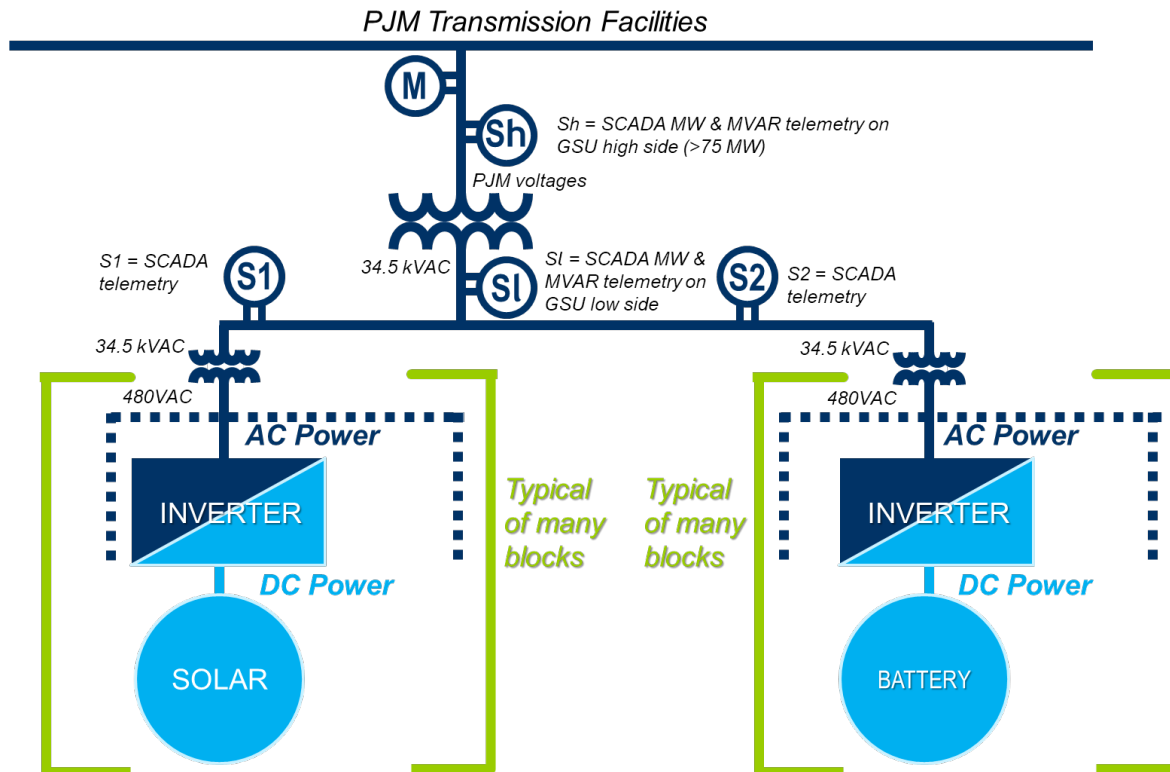 PJM Transmission Facilities
M
Sh
Sh = SCADA MW & MVAR telemetry on
GSU high side (>75 MW)
PJM voltages
34.5 kVAC
Sl
Sl = SCADA MW &
MVAR telemetry on
GSU low side
S1 = SCADA
telemetry
S1
S2
S2 = SCADA
telemetry
34.5 kVAC
480VAC
AC Power
INVERTER
DC Power
SOLAR
Typical
of many
blocks
Typical
of many
blocks
34.5 kVAC
480VAC
AC Power
INVERTER
DC Power
BATTERY